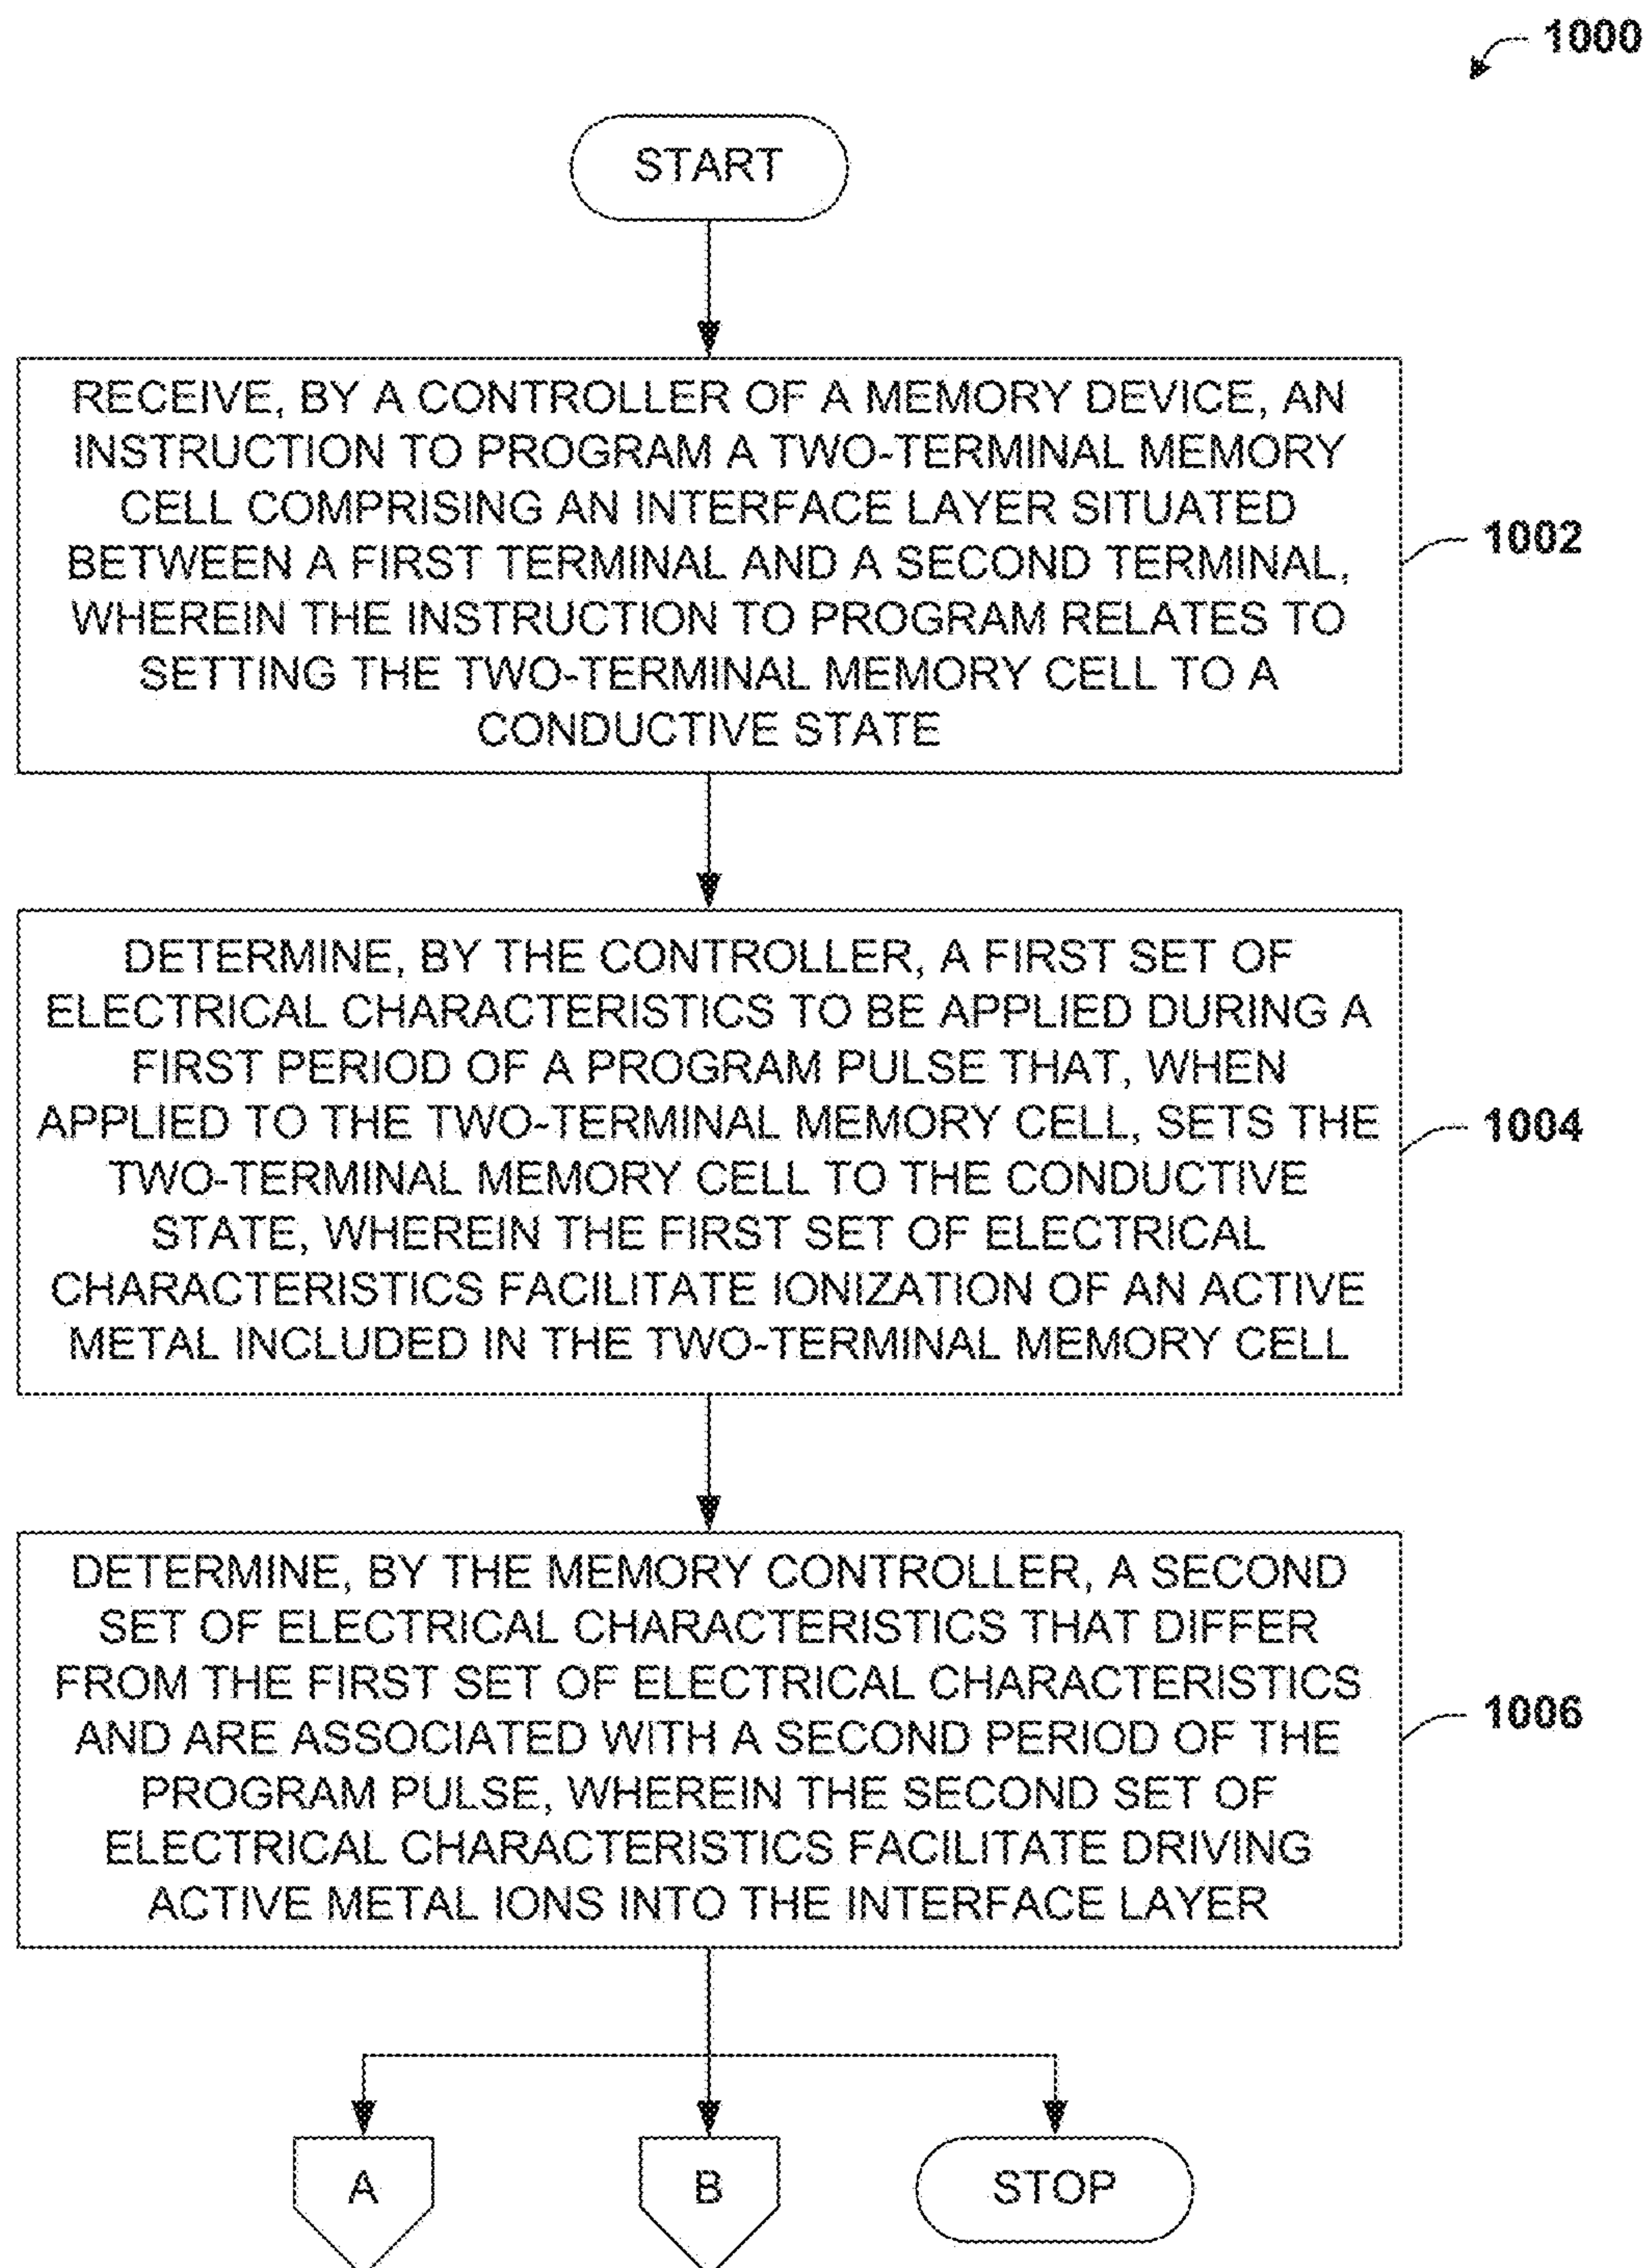 1000
START
RECEIVE, BY A CONTROLLER OF A MEMORY DEVICE, AN
INSTRUCTION TO PROGRAM A TWO-TERMINAL MEMORY
CELL COMPRISING AN INTERFACE LAYER SITUATED
BETWEEN A FIRST TERMINAL AND A SECOND TERMINAL,
WHEREIN THE INSTRUCTION TO PROGRAM RELATES TO
SETTING THE TWO-TERMINAL MEMORY CELL TO A
CONDUCTIVE STATE
1002
DETERMINE, BY THE CONTROLLER, A FIRST SET OF
ELECTRICAL CHARACTERISTICS TO BE APPLIED DURING A
FIRST PERIOD OF A PROGRAM PULSE THAT, WHEN
APPLIED TO THE TWO-TERMINAL MEMORY CELL, SETS THE
TWO-TERMINAL MEMORY CELL TO THE CONDUCTIVE
STATE, WHEREIN THE FIRST SET OF ELECTRICAL
CHARACTERISTICS FACILITATE IONIZATION OF AN ACTIVE
METAL INCLUDED IN THE TWO-TERMINAL MEMORY CELL
1004
DETERMINE, BY THE MEMORY CONTROLLER, A SECOND
SET OF ELECTRICAL CHARACTERISTICS THAT DIFFER
FROM THE FIRST SET OF ELECTRICAL CHARACTERISTICS
AND ARE ASSOCIATED WITH A SECOND PERIOD OF THE
PROGRAM PULSE, WHEREIN THE SECOND SET OF
ELECTRICAL CHARACTERISTICS FACILITATE DRIVING
ACTIVE METAL IONS INTO THE INTERFACE LAYER
1006
A
B
STOP